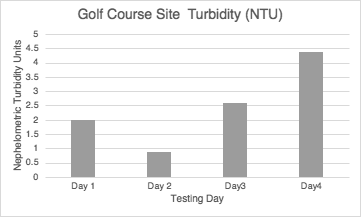 Golf Course Site  Turbidity (NTU)
Nephelometric Turbidity Units
5
4.5
4
3.5
3
2.5
2
1.5
1
0.5
0
Day 1 Day 2 Day3 Day4
Testing Day